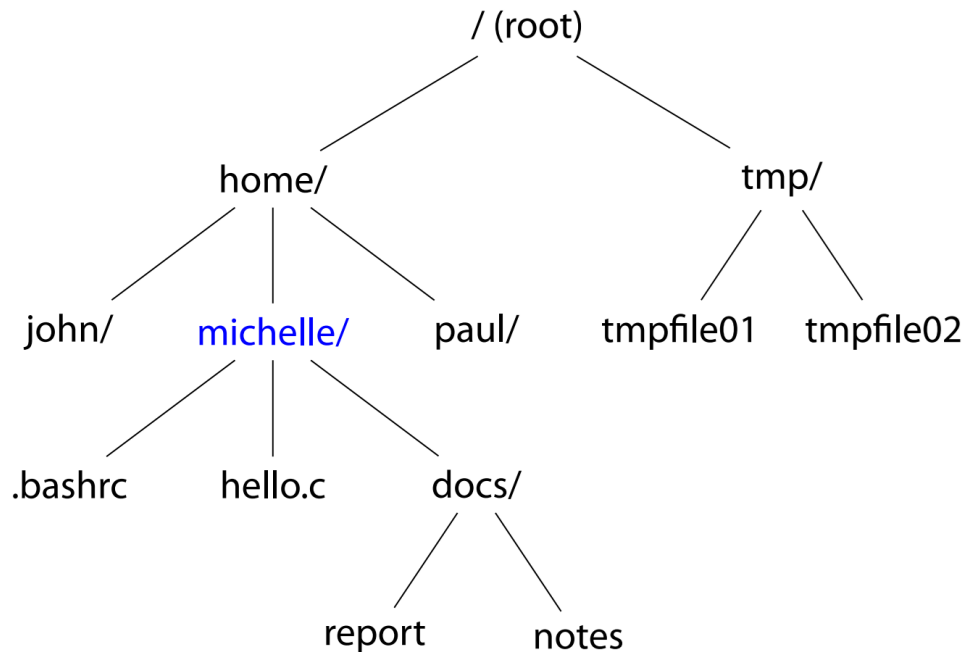 / (root)
home/
tmp/
john/
michelle/
paul/
tmpfile01
tmpfile02
.bashrc
hello.c
docs/
report
notes